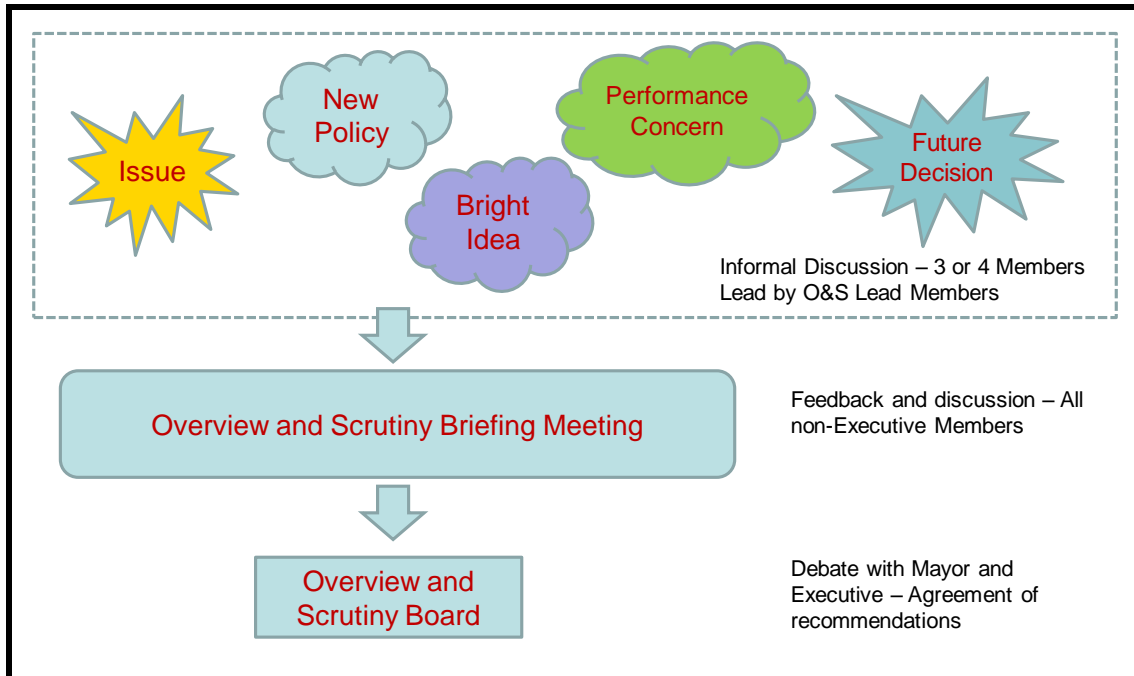 New
Policy
Performance
Concern
Issue
Future
Decision
Bright
Idea
Informal Discussion – 3 or 4 Members
Lead by O&S Lead Members
Overview and Scrutiny Briefing Meeting
Feedback and discussion – All
non-Executive Members
Overview and
Scrutiny Board
Debate with Mayor and
Executive – Agreement of
recommendations